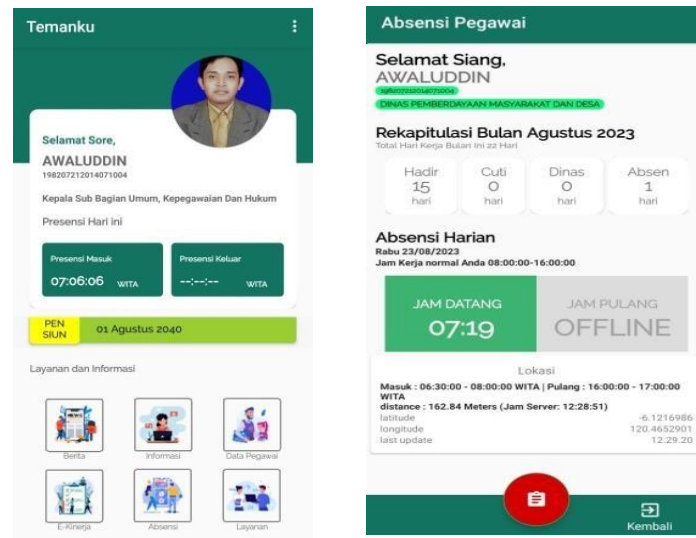 Temanku
Selamat Sore,
AWALUDDIN
198207212014071004
Kepala Sub Bagian Umum, Kepegawaian Dan Hukum
Presensi Hari ini
Presensi Masuk
07:06:06 WITA
Presensi Keluar
--:--:-- WITA
PEN
SIUN
01 Agustus 2040
Layanan dan Informasi
NEWS
Berita
Informasi
Data Pegawai
E-Kinerja
Absensi
Layanan
Absensi Pegawai
Selamat Siang,
AWALUDDIN
198207212014071004
DINAS PEMBERDAYAAN MASYARAKAT DAN DESA
Rekapitulasi Bulan Agustus 2023
Total Hari Kerja Bulan Ini 22 Hari
Hadir
15
hari
Cuti
0
hari
Dinas
0
hari
Absen
1
hari
Absensi Harian
Rabu 23/08/2023
Jam Kerja normal Anda 08:00:00-16:00:00
JAM DATANG
07:19
JAM PULANG
OFFLINE
Lokasi
Masuk : 06:30:00 - 08:00:00 WITA | Pulang : 16:00:00 - 17:00:00
WITA
distance : 162.84 Meters (Jam Server: 12:28:51)
latitude -6.1216986
longitude 120.4652901
last update 12.29.20
Kembali